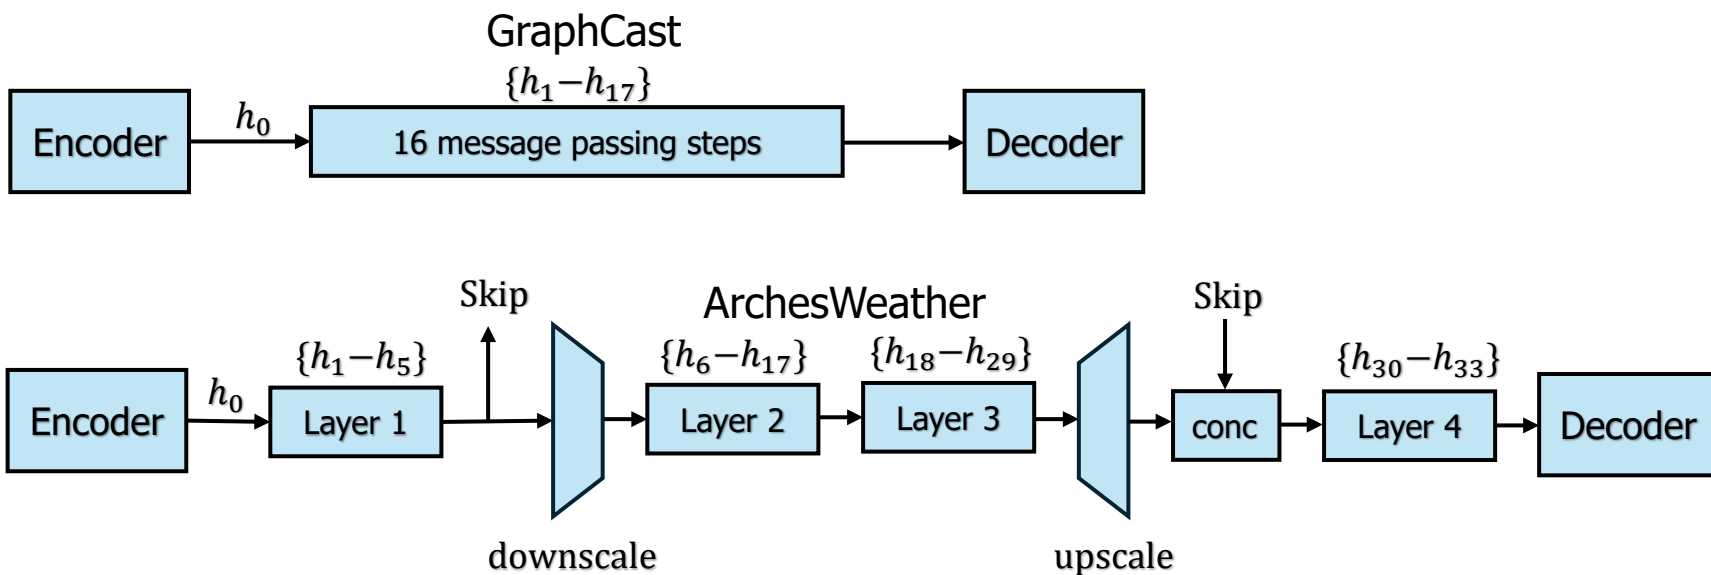 GraphCast
{h₁−h₁₇}
Encoder
h₀
16 message passing steps
Decoder
ArchesWeather
Skip
Skip
{h₁−h₅}
{h₆−h₁₇}
{h₁₈−h₂₉}
{h₃₀−h₃₃}
Encoder
h₀
Layer 1
Layer 2
Layer 3
conc
Layer 4
Decoder
downscale
upscale